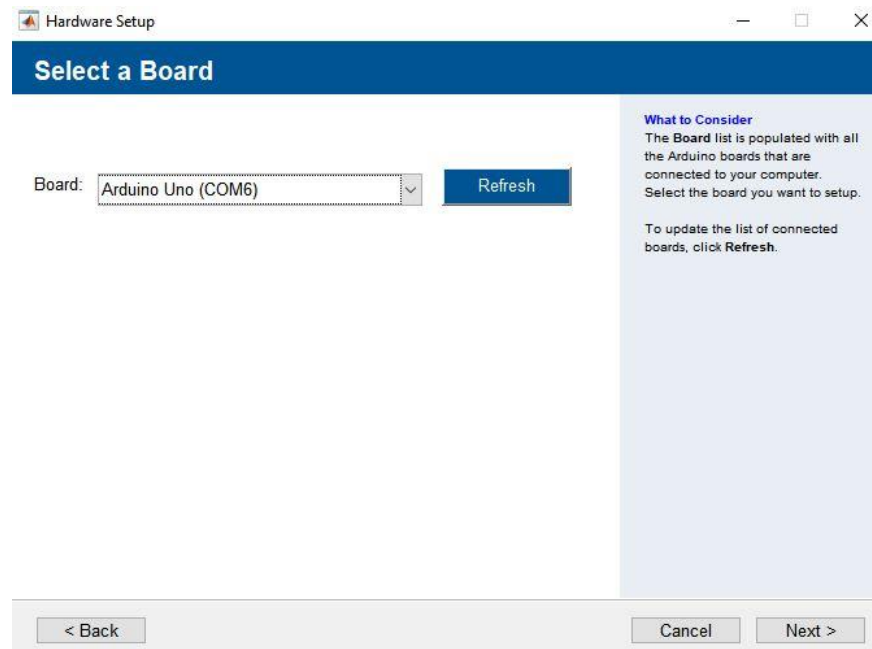 Hardware Setup
Select a Board
Board:
Arduino Uno (COM6)
Refresh
What to Consider
The Board list is populated with all
the Arduino boards that are
connected to your computer.
Select the board you want to setup.
To update the list of connected
boards, click Refresh.
< Back
Cancel
Next >